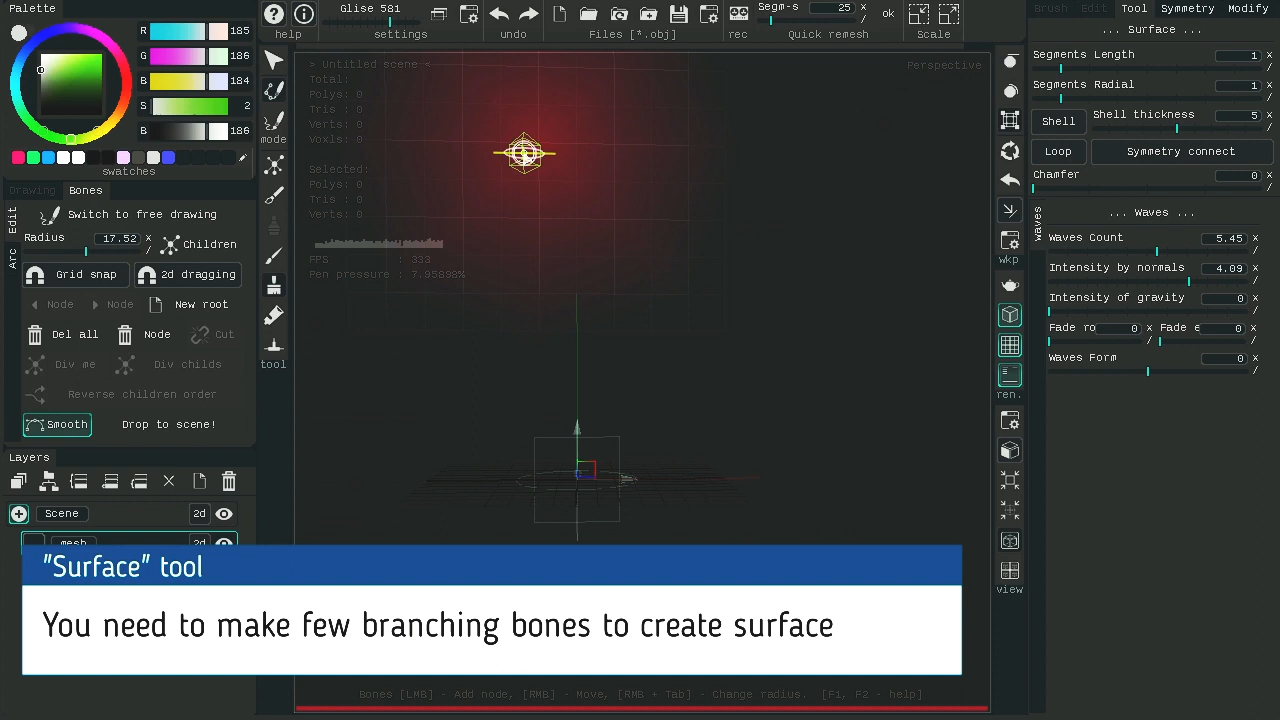 Palette
R 185
G 186
B 184
S 2
B 186
swatches
Drawing Bones
Edit
Arc
Switch to free drawing
Radius 17.52 x /
Children
Grid snap 2d dragging
Node Node New root
Del all Node Cut
Div me Div childs
Reverse children order
Smooth Drop to scene!
Layers
Scene 2d
mesh 2d
help
Glise 581
settings
undo
Files [*.obj]
rec
Segm-s 25 x / ok
Quick remesh
Scale
mode
tool
> Untitled scene <
Perspective
Total:
Polys: 0
Tris : 0
Verts: 0
Voxls: 0
Selected:
Polys: 0
Tris : 0
Verts: 0
FPS : 333
Pen pressure : 7.95898%
wkp
ren.
view
Brush Edit Tool Symmetry Modify
... Surface ...
Segments Length 1 x /
Segments Radial 1 x /
Shell
Shell thickness 5 x /
Loop Symmetry connect
Chamfer 0 x /
waves
... Waves ...
Waves Count 5.45 x /
Intensity by normals 4.09 x /
Intensity of gravity 0 x /
Fade ro 0 x / Fade e 0 x /
Waves Form 0 x /
"Surface" tool
You need to make few branching bones to create surface
Bones [LMB] - Add node, [RMB] - Move, [RMB + Tab] - Change radius. [F1, F2 - help]